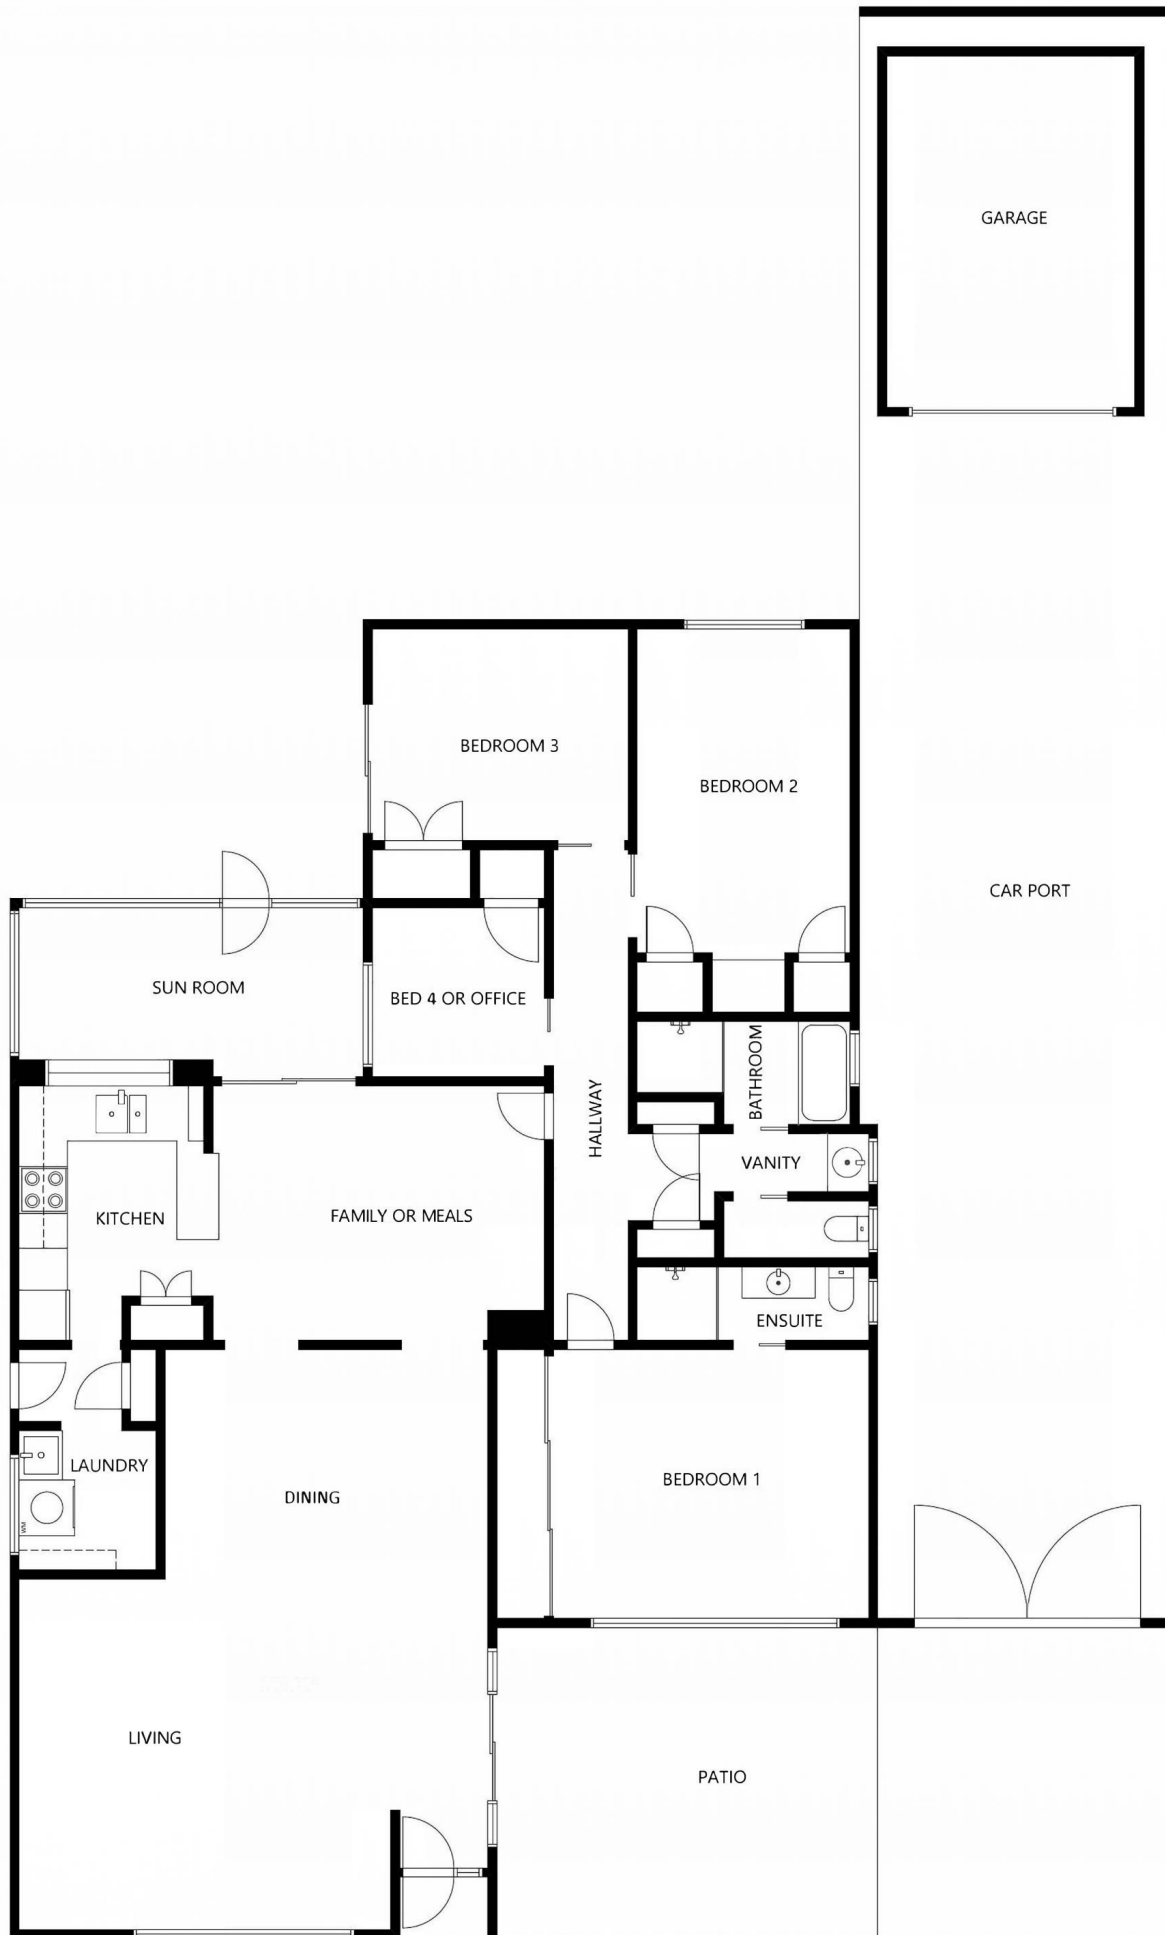 GARAGE
BEDROOM 3
BEDROOM 2
CAR PORT
SUN ROOM
BED 4 OR OFFICE
BATHROOM
HALLWAY
VANITY
KITCHEN
FAMILY OR MEALS
ENSUITE
LAUNDRY
BEDROOM 1
DINING
WM
LIVING
PATIO